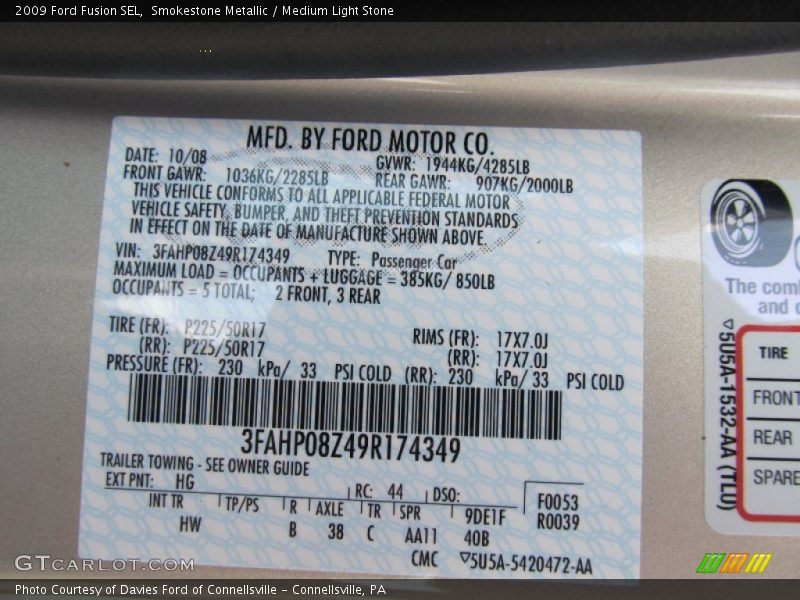 2009 Ford Fusion SEL,  Smokestone Metallic / Medium Light Stone
MFD. BY FORD MOTOR CO.
DATE: 10/08 GVWR: 1944KG/4285LB
FRONT GAWR: 1036KG/2285LB REAR GAWR: 907KG/2000LB
THIS VEHICLE CONFORMS TO ALL APPLICABLE FEDERAL MOTOR
VEHICLE SAFETY, BUMPER, AND THEFT PREVENTION STANDARDS
IN EFFECT ON THE DATE OF MANUFACTURE SHOWN ABOVE.
VIN: 3FAHP08Z49R174349 TYPE: Passenger Car
MAXIMUM LOAD = OCCUPANTS + LUGGAGE = 385KG/ 850LB
OCCUPANTS = 5 TOTAL; 2 FRONT, 3 REAR
TIRE (FR): P225/50R17 RIMS (FR): 17X7.0J
(RR): P225/50R17 (RR): 17X7.0J
PRESSURE (FR): 230 kPa/ 33 PSI COLD (RR): 230 kPa/ 33 PSI COLD
3FAHP08Z49R174349
TRAILER TOWING - SEE OWNER GUIDE
EXT PNT: HG RC: 44 DSO: F0053
INT TR TP/PS R AXLE TR SPR 9DE1F R0039
HW B 38 C AA11 40B
CMC ▽5U5A-5420472-AA
The com
and
▽5U5A-1532-AA (TL0)
TIRE
FRONT
REAR
SPARE
GTCARLOT.COM
Photo Courtesy of Davies Ford of Connellsville - Connellsville, PA